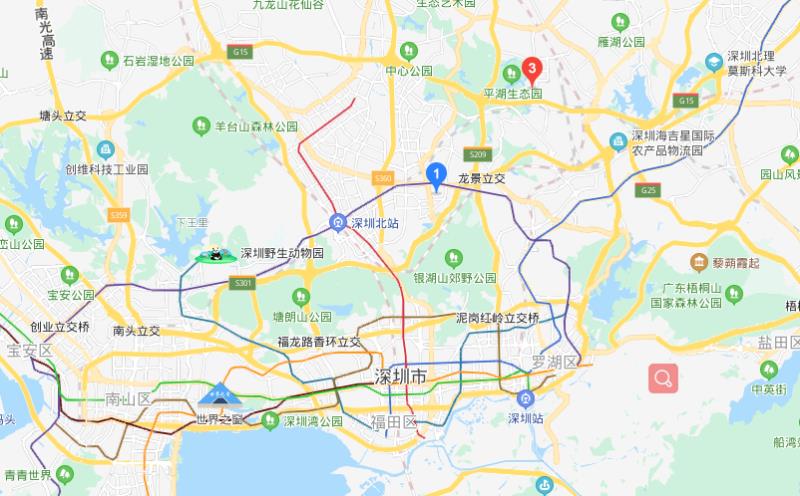 九龙山花仙谷
生态艺术园
南光高速
雁湖公园
G15
中心公园
石岩湿地公园
深圳北理
莫斯科大学
3
平湖生态园
G15
塘头立交
羊台山森林公园
深圳海吉星国际
农产品物流园
S209
创维科技工业园
S360
1
龙景立交
园山风景
G25
S359
下王里
深圳北站
峦山公园
深圳野生动物园
银湖山郊野公园
藜蒴霞起
宝安公园
S301
广东梧桐山
国家森林公园
塘朗山公园
梧桐
泥岗红岭立交桥
创业立交桥
南头立交
福龙路香环立交
盐田区
宝安区
罗湖区
深圳市
中英街
南山区
世界之窗
深圳湾公园
福田区
深圳站
码头
船湾
青青世界